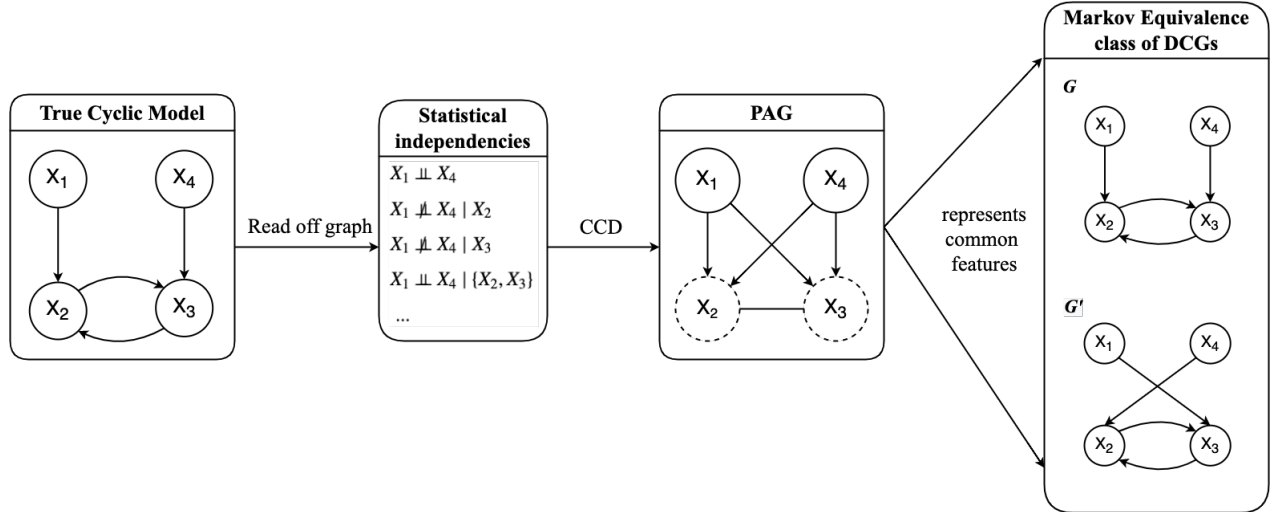 True Cyclic Model
X₁
X₄
X₂
X₃
Read off graph
Statistical
independencies
X₁ ⫫ X₄
X₁ ⫫̸ X₄ | X₂
X₁ ⫫̸ X₄ | X₃
X₁ ⫫ X₄ | {X₂, X₃}
...
CCD
PAG
X₁
X₄
X₂
X₃
represents
common
features
Markov Equivalence
class of DCGs
G
X₁
X₄
X₂
X₃
G'
X₁
X₄
X₂
X₃